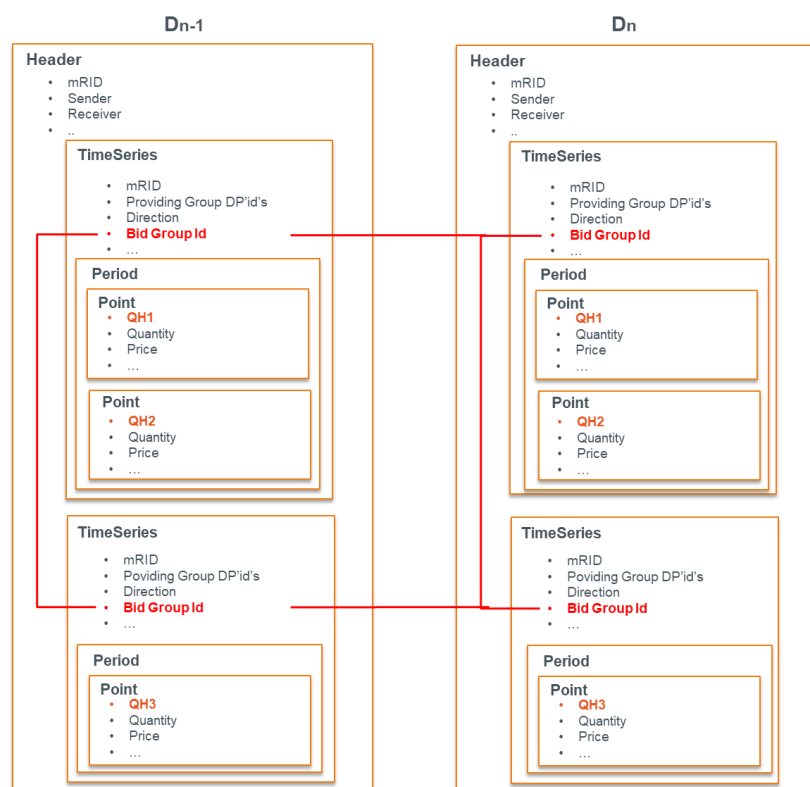 Dn-1
Header
• mRID
• Sender
• Receiver
• ..
TimeSeries
• mRID
• Providing Group DP'id's
• Direction
• Bid Group Id
• ...
Period
Point
• QH1
• Quantity
• Price
• ...
Point
• QH2
• Quantity
• Price
• ...
TimeSeries
• mRID
• Poviding Group DP'id's
• Direction
• Bid Group Id
• ...
Period
Point
• QH3
• Quantity
• Price
• ...
Dn
Header
• mRID
• Sender
• Receiver
• ..
TimeSeries
• mRID
• Providing Group DP'id's
• Direction
• Bid Group Id
• ...
Period
Point
• QH1
• Quantity
• Price
• ...
Point
• QH2
• Quantity
• Price
• ...
TimeSeries
• mRID
• Poviding Group DP'id's
• Direction
• Bid Group Id
• ...
Period
Point
• QH3
• Quantity
• Price
• ...